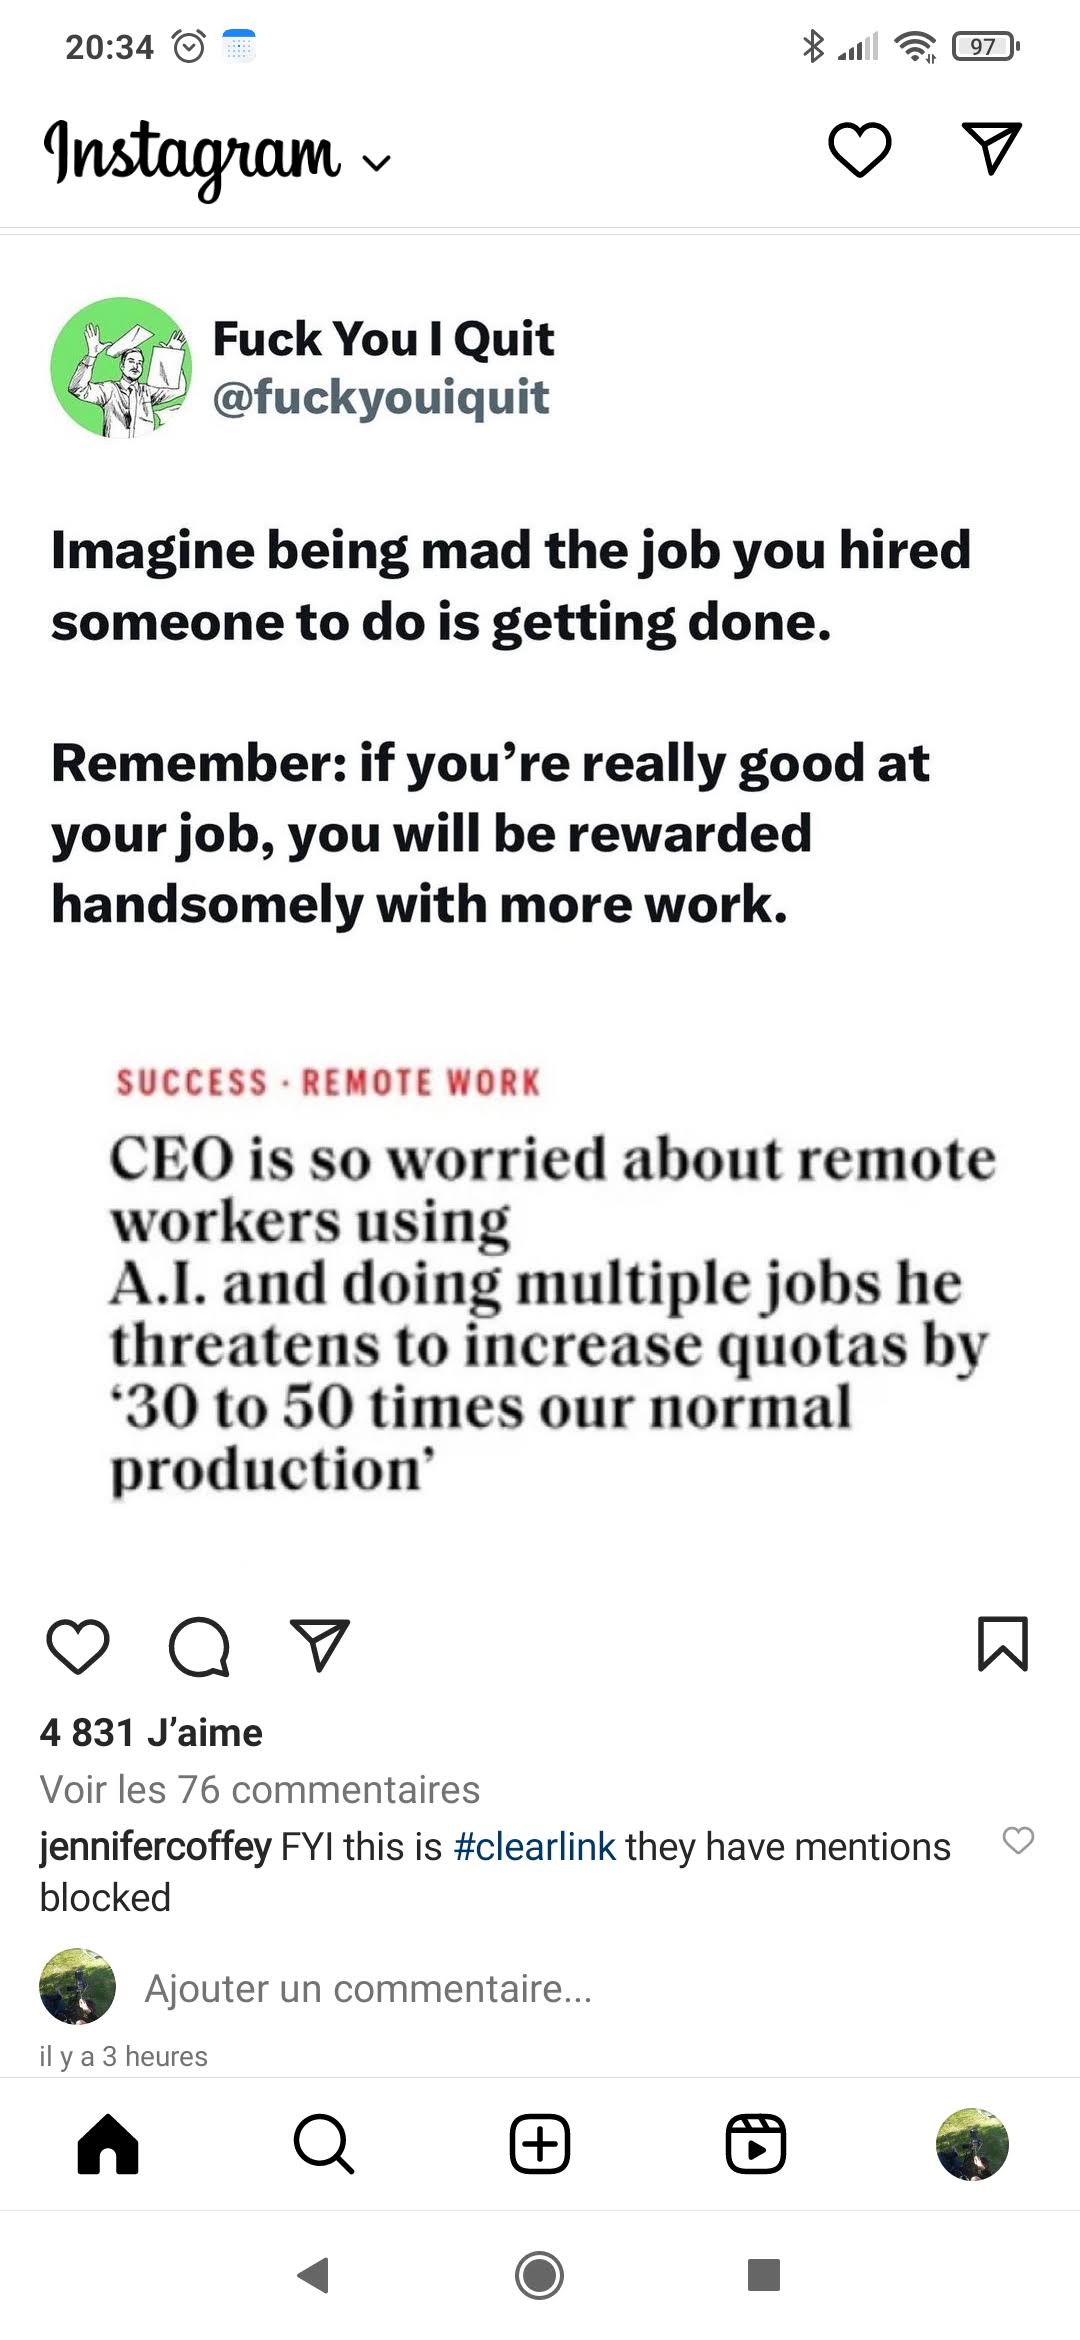 20:34
97
Instagram
Fuck You I Quit
@fuckyouiquit
Imagine being mad the job you hired
someone to do is getting done.
Remember: if you’re really good at
your job, you will be rewarded
handsomely with more work.
SUCCESS · REMOTE WORK
CEO is so worried about remote
workers using
A.I. and doing multiple jobs he
threatens to increase quotas by
‘30 to 50 times our normal
production’
4 831 J’aime
Voir les 76 commentaires
jennifercoffey FYI this is #clearlink they have mentions
blocked
Ajouter un commentaire...
il y a 3 heures